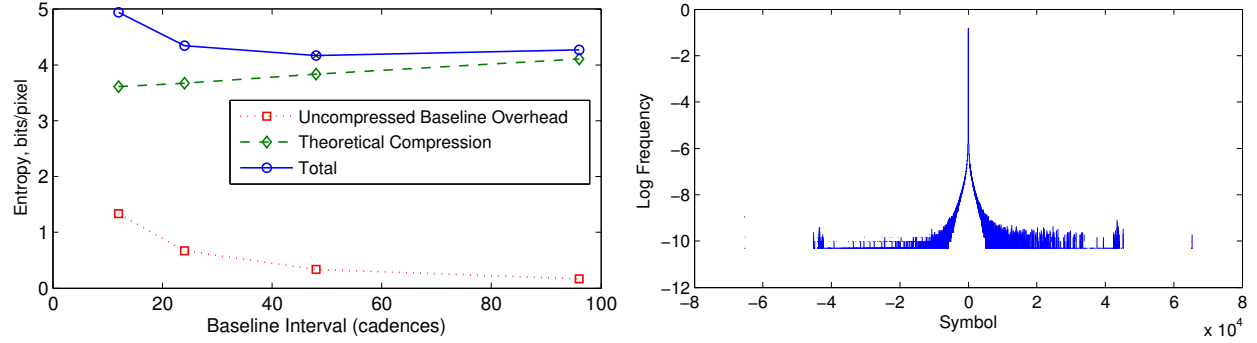 5
4
3
2
1
0
0 20 40 60 80 100
Entropy, bits/pixel
Baseline Interval (cadences)
Uncompressed Baseline Overhead
Theoretical Compression
Total
0
−2
−4
−6
−8
−10
−12
−8 −6 −4 −2 0 2 4 6 8
Log Frequency
Symbol
x 10^4